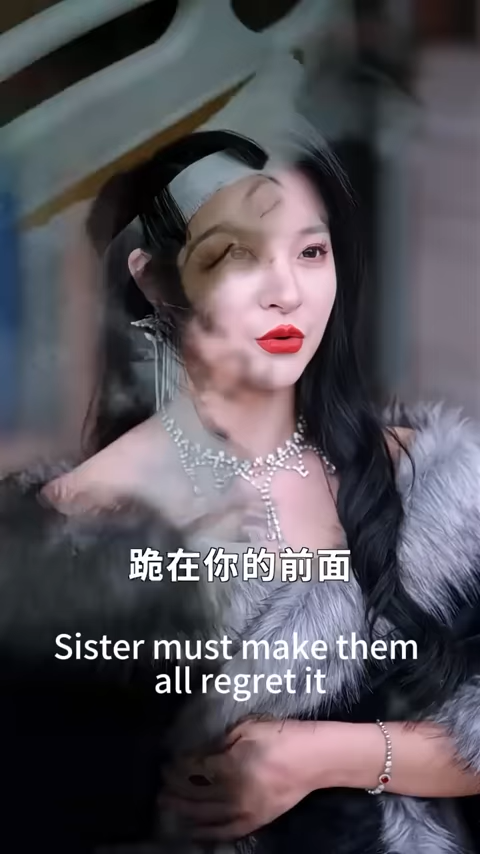 跪在你的前面
Sister must make them
all regret it